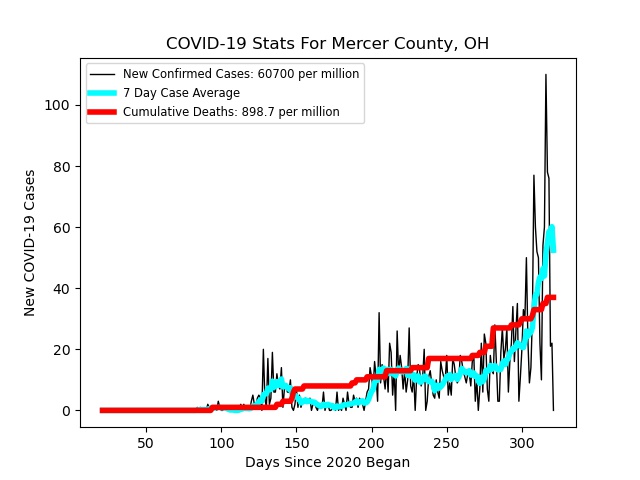 COVID-19 Stats For Mercer County, OH
New Confirmed Cases: 60700 per million
7 Day Case Average
Cumulative Deaths: 898.7 per million
New COVID-19 Cases
100
80
60
40
20
0
50 100 150 200 250 300
Days Since 2020 Began